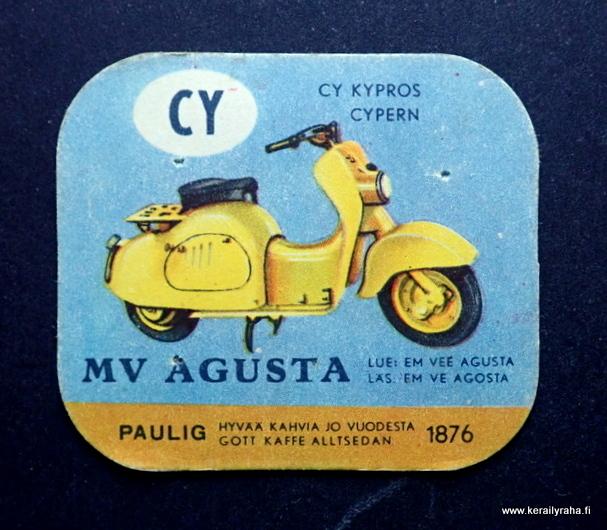 CY
CY KYPROS
CYPERN
MV AGUSTA
LUE: EM VEE AGUSTA
LÄS: EM VE AGOSTA
PAULIG
HYVÄÄ KAHVIA JO VUODESTA
GOTT KAFFE ALLTSEDAN
1876
www.kerailyraha.fi